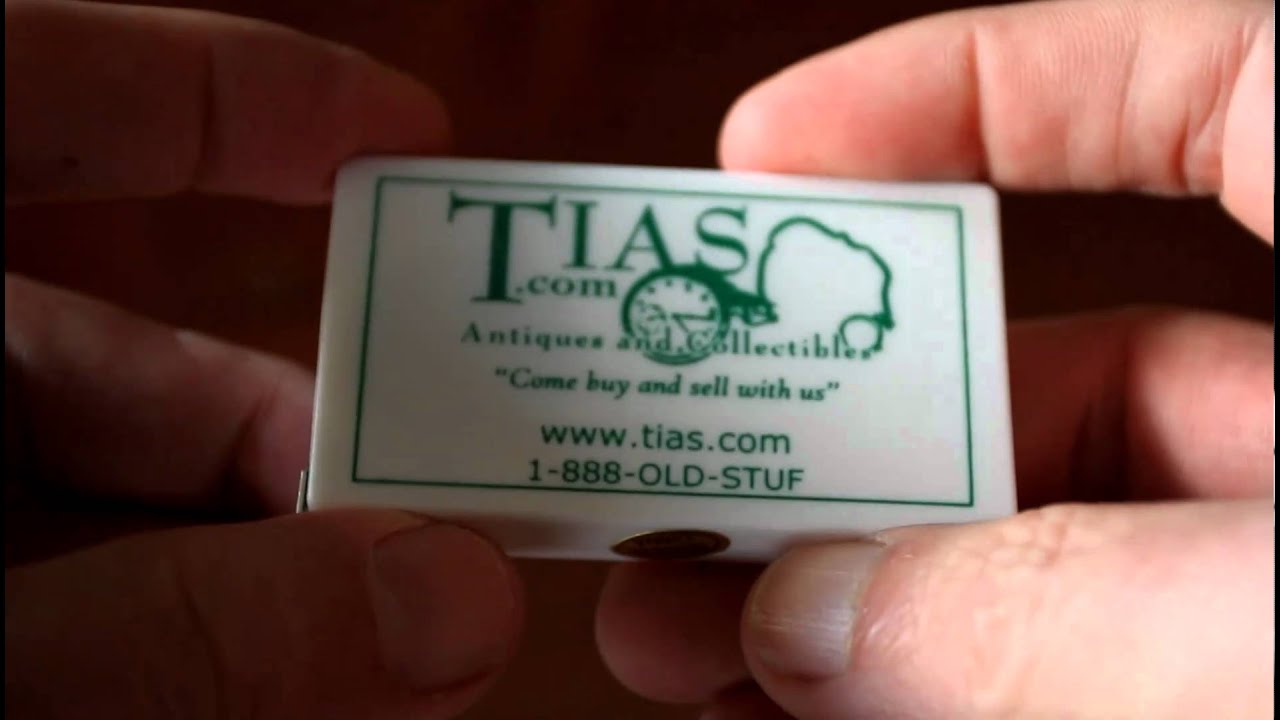 TIAS
.com
Antiques and Collectibles
"Come buy and sell with us"
www.tias.com
1-888-OLD-STUF